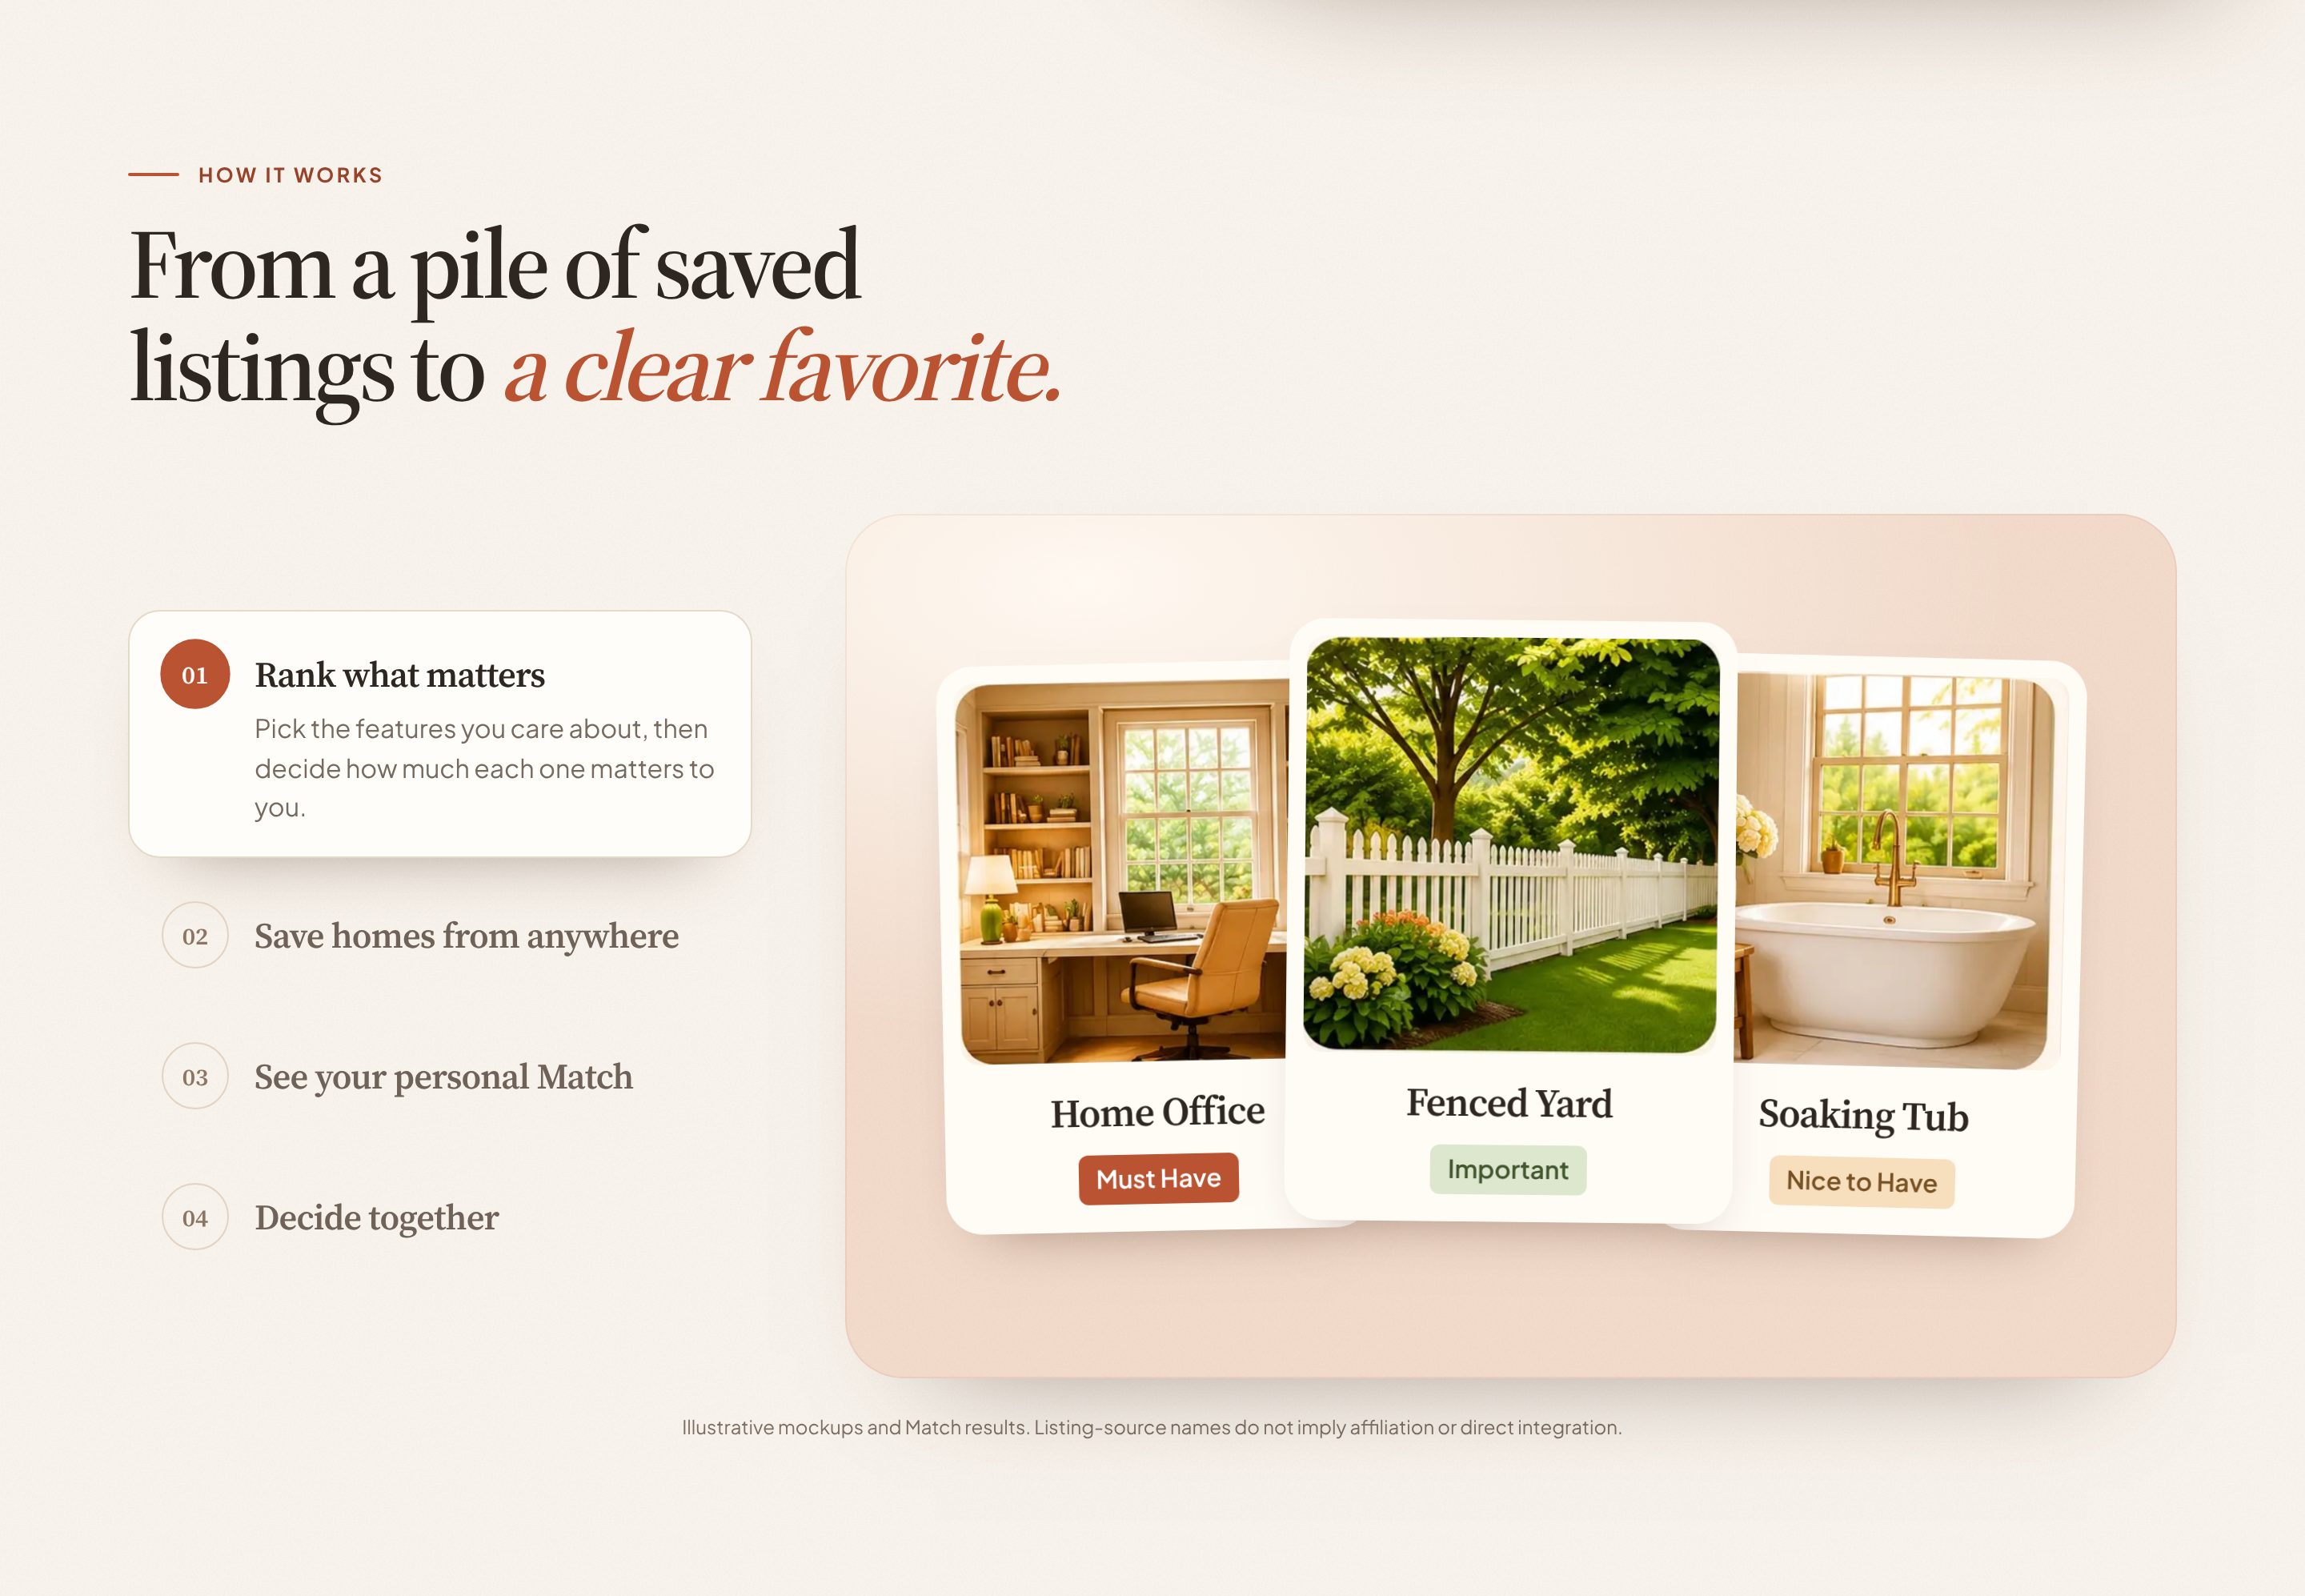 HOW IT WORKS
From a pile of saved
listings to a clear favorite.
01
Rank what matters
Pick the features you care about, then
decide how much each one matters to
you.
02
Save homes from anywhere
03
See your personal Match
04
Decide together
Home Office
Must Have
Fenced Yard
Important
Soaking Tub
Nice to Have
Illustrative mockups and Match results. Listing-source names do not imply affiliation or direct integration.